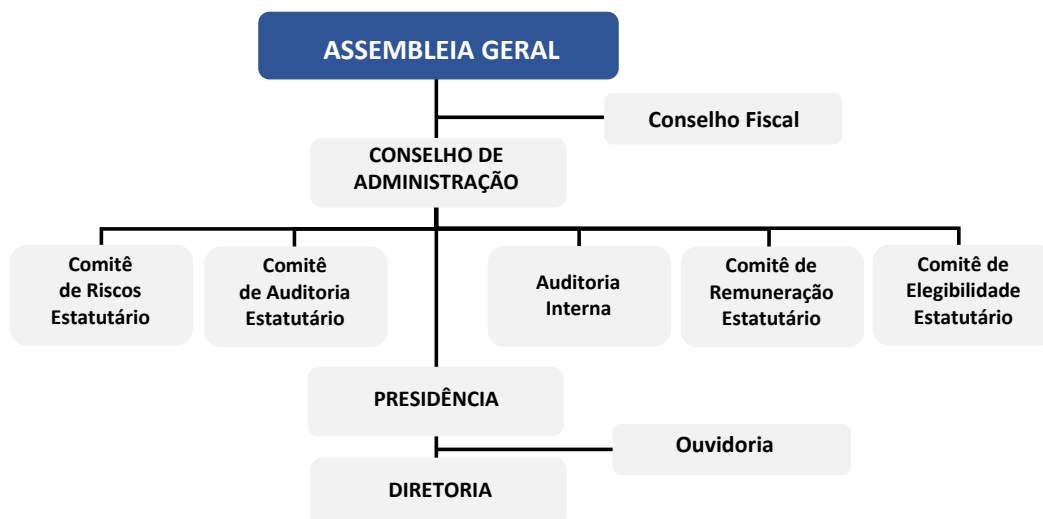 ASSEMBLEIA GERAL
Conselho Fiscal
CONSELHO DE
ADMINISTRAÇÃO
Comitê
de Riscos
Estatutário
Comitê
de Auditoria
Estatutário
Auditoria
Interna
Comitê de
Remuneração
Estatutário
Comitê de
Elegibilidade
Estatutário
PRESIDÊNCIA
Ouvidoria
DIRETORIA